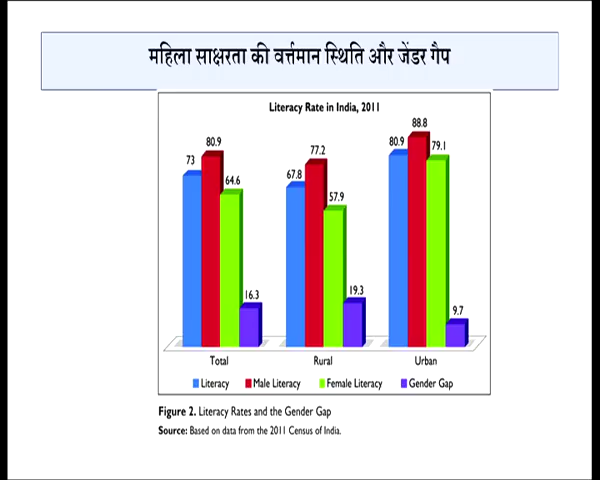 महिला साक्षरता की वर्त्तमान स्थिति और जेंडर गैप
Literacy Rate in India, 2011
73 80.9 64.6 16.3 67.8 77.2 57.9 19.3 80.9 88.8 79.1 9.7
Total Rural Urban
Literacy Male Literacy Female Literacy Gender Gap
Figure 2. Literacy Rates and the Gender Gap
Source: Based on data from the 2011 Census of India.